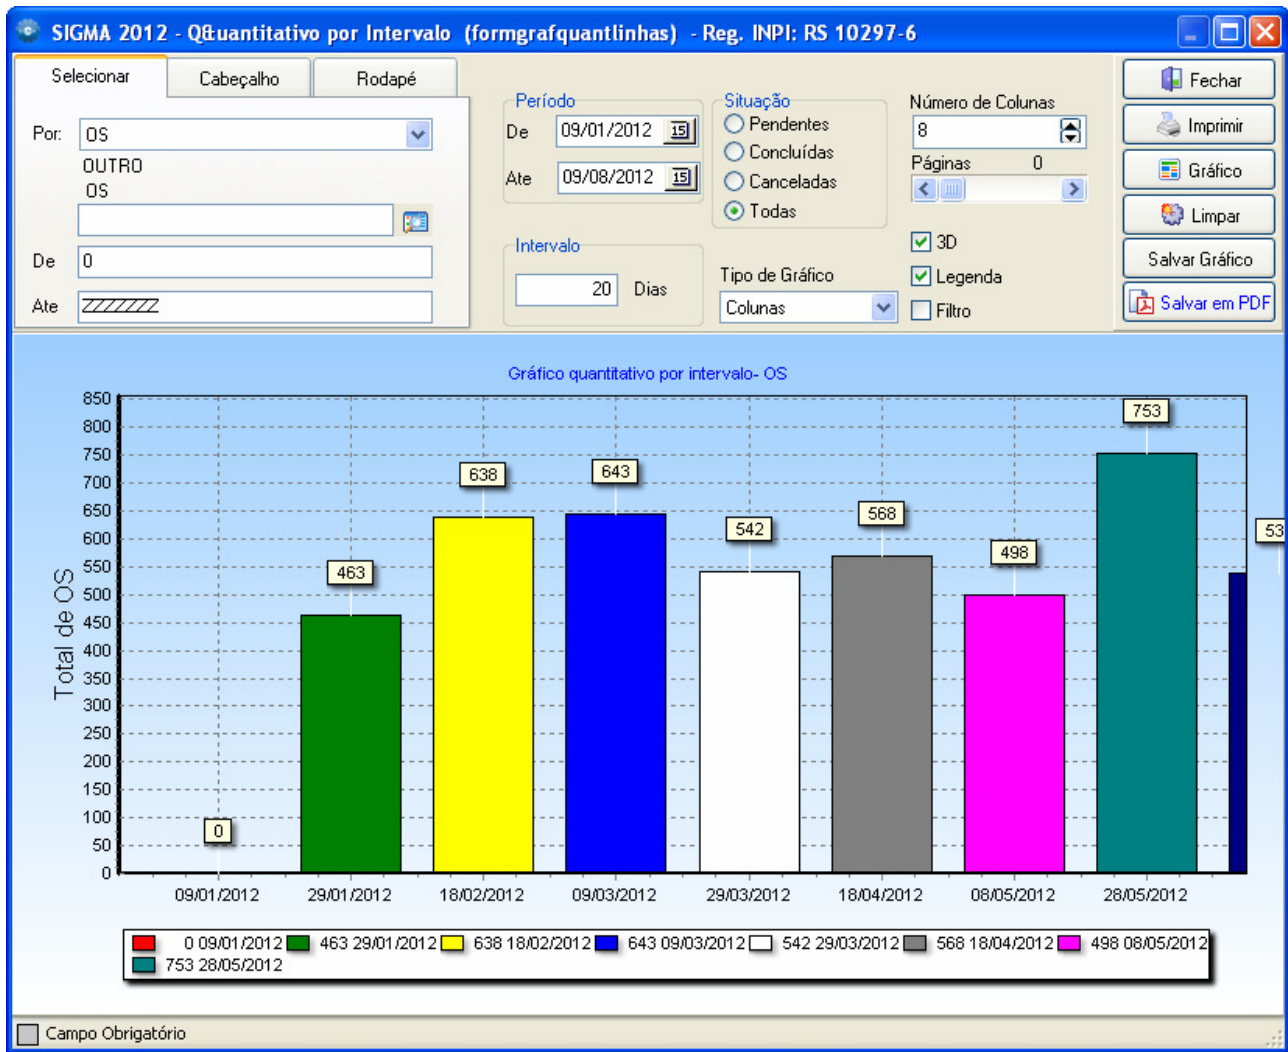 SIGMA 2012 - Q&uantitativo por Intervalo (formgrafquantlinhas) - Reg. INPI: RS 10297-6
Selecionar Cabeçalho Rodapé
Por: OS
OUTRO
OS
De 0
Ate ZZZZZZZ
Período
De 09/01/2012 15
Ate 09/08/2012 15
Intervalo
20 Dias
Situação
Pendentes
Concluídas
Canceladas
Todas
Tipo de Gráfico
Colunas
Número de Colunas
8
Páginas 0
3D
Legenda
Filtro
Fechar
Imprimir
Gráfico
Limpar
Salvar Gráfico
Salvar em PDF
Gráfico quantitativo por intervalo- OS
Total de OS
850
800
750
700
650
600
550
500
450
400
350
300
250
200
150
100
50
0
0 463 638 643 542 568 498 753 53
09/01/2012 29/01/2012 18/02/2012 09/03/2012 29/03/2012 18/04/2012 08/05/2012 28/05/2012
0 09/01/2012 463 29/01/2012 638 18/02/2012 643 09/03/2012 542 29/03/2012 568 18/04/2012 498 08/05/2012
753 28/05/2012
Campo Obrigatório